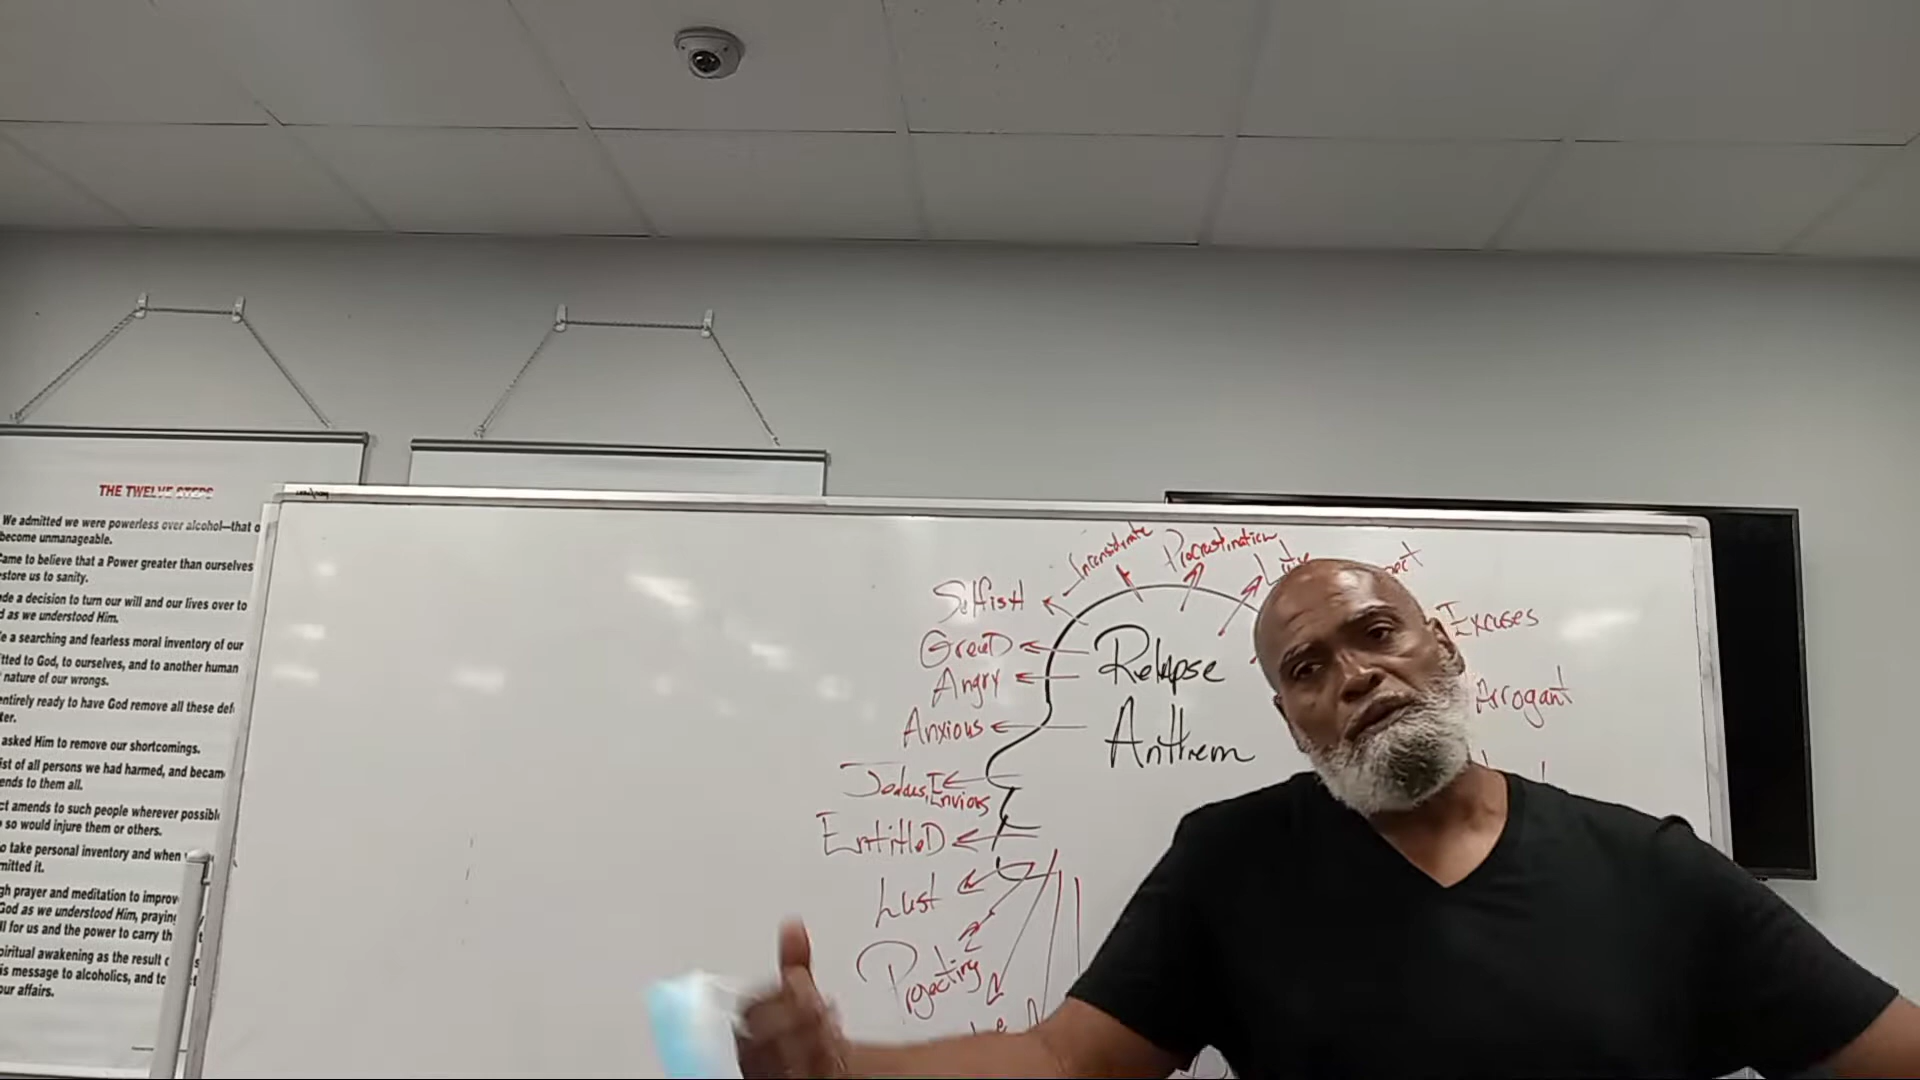 THE TWELVE STEPS
We admitted we were powerless over alcohol—that
become unmanageable.
ame to believe that a Power greater than ourselves
store us to sanity.
de a decision to turn our will and our lives over to
d as we understood Him.
e a searching and fearless moral inventory of our
tted to God, to ourselves, and to another human
nature of our wrongs.
entirely ready to have God remove all these def
ter.
asked Him to remove our shortcomings.
ist of all persons we had harmed, and became
ends to them all.
ct amends to such people wherever possibl
so would injure them or others.
o take personal inventory and when
mitted it.
gh prayer and meditation to improv
God as we understood Him, praying
ll for us and the power to carry th
piritual awakening as the result
is message to alcoholics, and to
our affairs.
Inconsiderate
Procrastination
Selfish
GreeD
Angry
Anxious
Envious
EntitleD
Lust
Projecting
Relapse
Anthem
Excuses
Arrogant